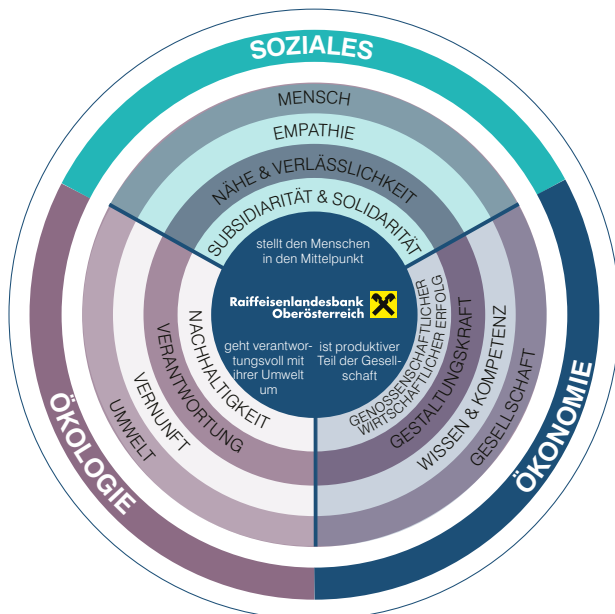 SOZIALES
MENSCH
EMPATHIE
NÄHE & VERLÄSSLICHKEIT
SUBSIDIARITÄT & SOLIDARITÄT
stellt den Menschen
in den Mittelpunkt
Raiffeisenlandesbank
Oberösterreich
geht verantwor-
tungsvoll mit
ihrer Umwelt
um
ist produktiver
Teil der Gesell-
schaft
NACHHALTIGKEIT
VERANTWORTUNG
VERNUNFT
UMWELT
ÖKOLOGIE
GENOSSENSCHAFTLICHER
WIRTSCHAFTLICHER ERFOLG
GESTALTUNGSKRAFT
WISSEN & KOMPETENZ
GESELLSCHAFT
ÖKONOMIE